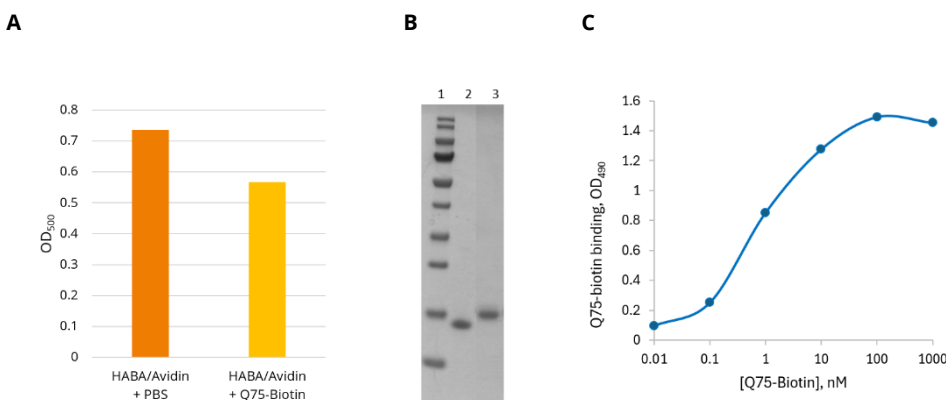 A
B
C
0.8
0.7
0.6
0.5
0.4
0.3
0.2
0.1
0
OD500
HABA/Avidin
+ PBS
HABA/Avidin
+ Q75-Biotin
1 2 3
1.6
1.4
1.2
1
0.8
0.6
0.4
0.2
0
Q75-biotin binding, OD490
0.01 0.1 1 10 100 1000
[Q75-Biotin], nM